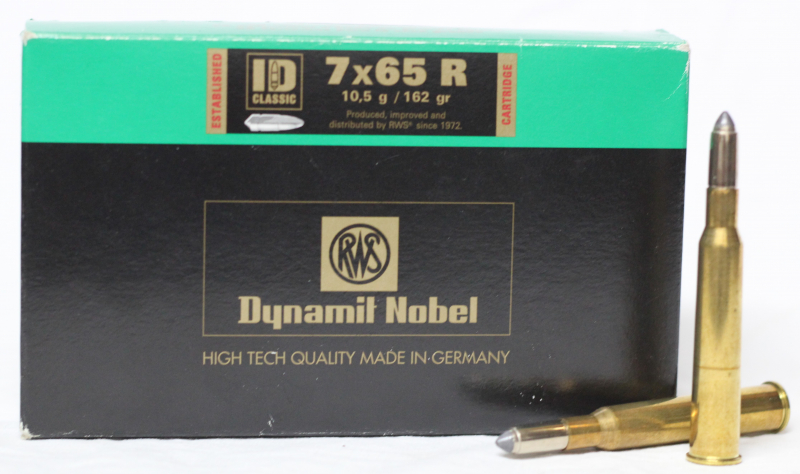 ESTABLISHED
ID
CLASSIC
7x65 R
10,5 g / 162 gr
Produced, improved and
distributed by RWS® since 1972.
CARTRIDGE
RWS
Dynamit Nobel
HIGH TECH QUALITY MADE IN·GERMANY